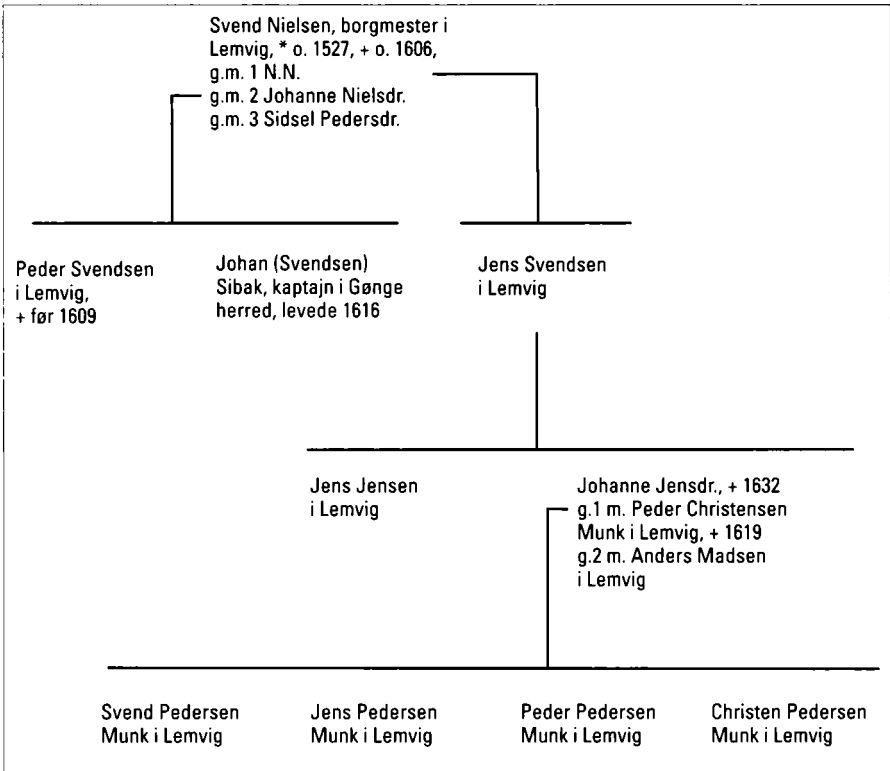 Svend Nielsen, borgmester i
Lemvig, * o. 1527, + o. 1606,
g.m. 1 N.N.
g.m. 2 Johanne Nielsdr.
g.m. 3 Sidsel Pedersdr.
Peder Svendsen
i Lemvig,
+ før 1609
Johan (Svendsen)
Sibak, kaptajn i Gønge
herred, levede 1616
Jens Svendsen
i Lemvig
Jens Jensen
i Lemvig
Johanne Jensdr., + 1632
g.1 m. Peder Christensen
Munk i Lemvig, + 1619
g.2 m. Anders Madsen
i Lemvig
Svend Pedersen
Munk i Lemvig
Jens Pedersen
Munk i Lemvig
Peder Pedersen
Munk i Lemvig
Christen Pedersen
Munk i Lemvig